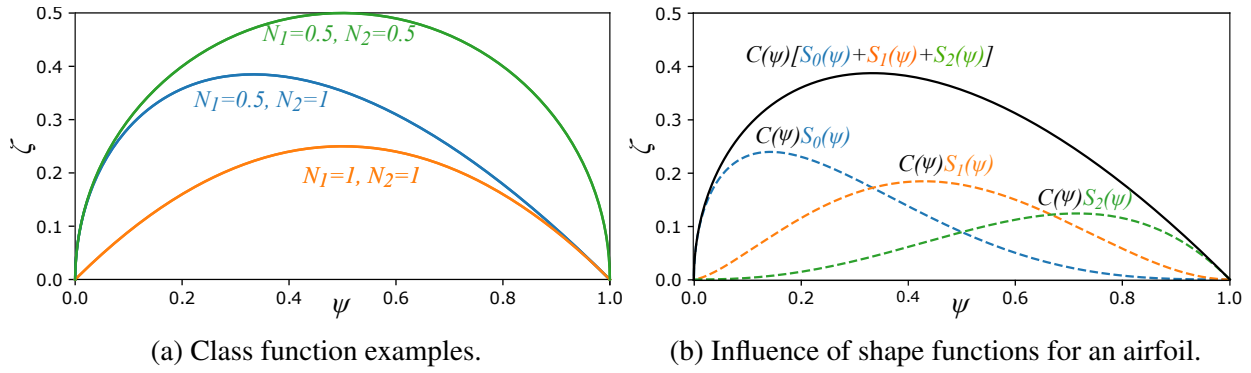 0.5
0.4
0.3
0.2
0.1
0.0
ζ
N1=0.5, N2=0.5
N1=0.5, N2=1
N1=1, N2=1
0.0 0.2 0.4 0.6 0.8 1.0
ψ
(a) Class function examples.
0.5
0.4
0.3
0.2
0.1
0.0
ζ
C(ψ)[S0(ψ)+S1(ψ)+S2(ψ)]
C(ψ)S0(ψ)
C(ψ)S1(ψ)
C(ψ)S2(ψ)
0.0 0.2 0.4 0.6 0.8 1.0
ψ
(b) Influence of shape functions for an airfoil.